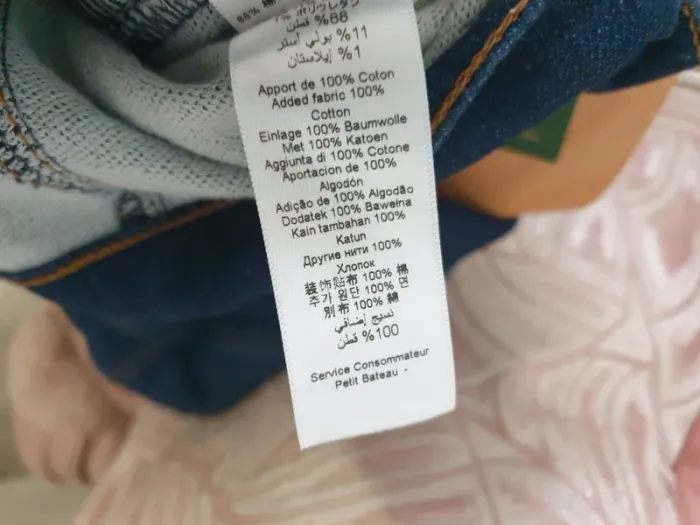 %88 قطن
%11 بولي أستر
%1 إيلاستان
Apport de 100% Coton
Added fabric 100%
Cotton
Einlage 100% Baumwolle
Met 100% Katoen
Aggiunta di 100% Cotone
Aportacion de 100%
Algodón
Adição de 100% Algodão
Dodatek 100% Baweina
Kain tambahan 100%
Katun
Другие нити 100%
Хлопок
装饰贴布 100% 棉
추가 원단 100% 면
別布 100% 綿
نسيج إضافي
%100 قطن
Service Consommateur
Petit Bateau -